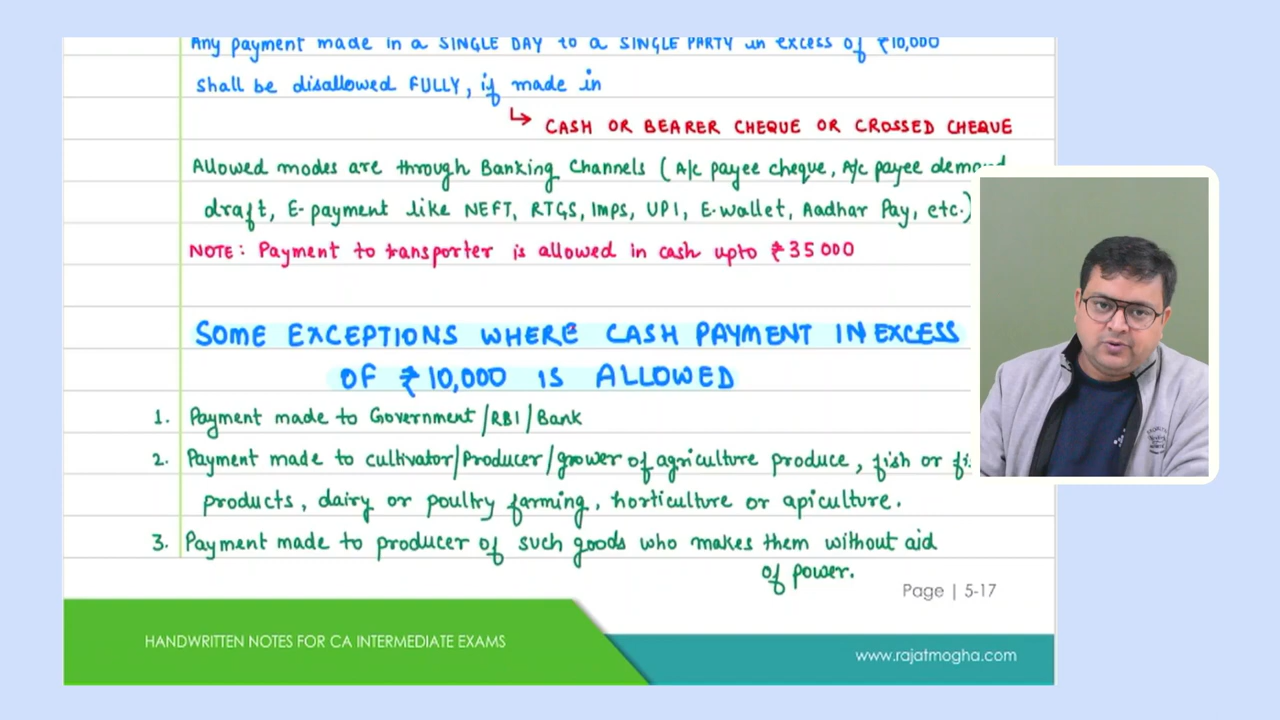 Any payment made in a SINGLE DAY to a SINGLE PARTY in excess of ₹10,000
shall be disallowed FULLY, if made in
↳ CASH OR BEARER CHEQUE OR CROSSED CHEQUE
Allowed modes are through Banking Channels (A/c payee cheque, A/c payee demand
draft, E-payment like NEFT, RTGS, IMPS, UPI, E-wallet, Aadhar Pay, etc.)
NOTE: Payment to transporter is allowed in cash upto ₹35000
SOME EXCEPTIONS WHERE CASH PAYMENT IN EXCESS
OF ₹10,000 IS ALLOWED
1. Payment made to Government/RBI/Bank
2. Payment made to cultivator/Producer/grower of agriculture produce, fish or
products, dairy or poultry farming, horticulture or apiculture.
3. Payment made to producer of such goods who makes them without aid
of power.
Page | 5-17
HANDWRITTEN NOTES FOR CA INTERMEDIATE EXAMS
www.rajatmogha.com